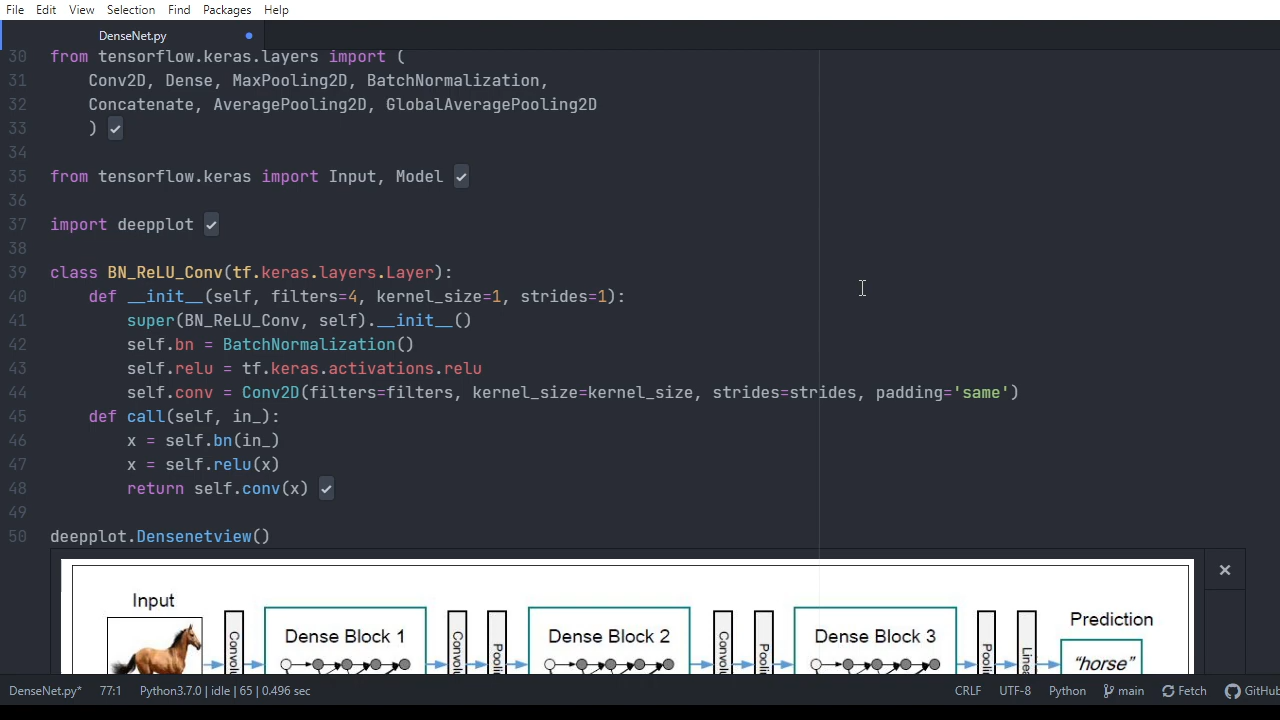 File Edit View Selection Find Packages Help
DenseNet.py
30 from tensorflow.keras.layers import (
31 Conv2D, Dense, MaxPooling2D, BatchNormalization,
32 Concatenate, AveragePooling2D, GlobalAveragePooling2D
33 )
34
35 from tensorflow.keras import Input, Model
36
37 import deepplot
38
39 class BN_ReLU_Conv(tf.keras.layers.Layer):
40 def __init__(self, filters=4, kernel_size=1, strides=1):
41 super(BN_ReLU_Conv, self).__init__()
42 self.bn = BatchNormalization()
43 self.relu = tf.keras.activations.relu
44 self.conv = Conv2D(filters=filters, kernel_size=kernel_size, strides=strides, padding='same')
45 def call(self, in_):
46 x = self.bn(in_)
47 x = self.relu(x)
48 return self.conv(x)
49
50 deepplot.Densenetview()
Input
Dense Block 1
Dense Block 2
Dense Block 3
Prediction
"horse"
DenseNet.py* 77:1 Python3.7.0 | idle | 65 | 0.496 sec CRLF UTF-8 Python main Fetch